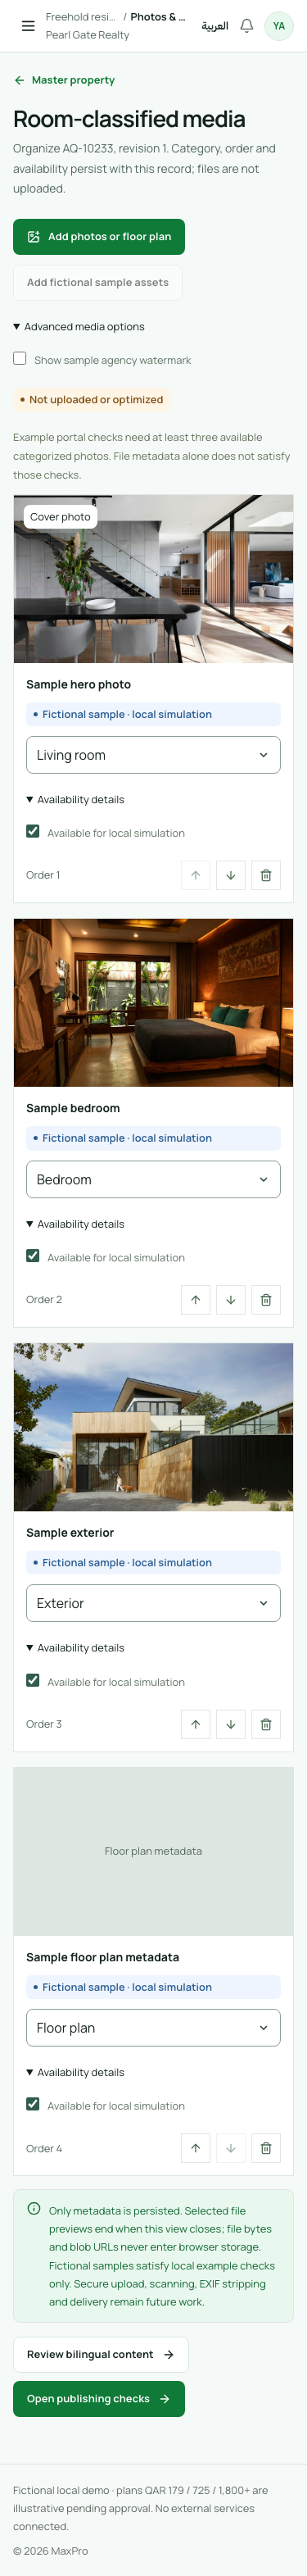 Freehold resi... / Photos & ...
Pearl Gate Realty
العربية
YA
Master property
Room-classified media
Organize AQ-10233, revision 1. Category, order and
availability persist with this record; files are not
uploaded.
Add photos or floor plan
Add fictional sample assets
Advanced media options
Show sample agency watermark
Not uploaded or optimized
Example portal checks need at least three available
categorized photos. File metadata alone does not satisfy
those checks.
Cover photo
Sample hero photo
Fictional sample · local simulation
Living room
Availability details
Available for local simulation
Order 1
Sample bedroom
Fictional sample · local simulation
Bedroom
Availability details
Available for local simulation
Order 2
Sample exterior
Fictional sample · local simulation
Exterior
Availability details
Available for local simulation
Order 3
Floor plan metadata
Sample floor plan metadata
Fictional sample · local simulation
Floor plan
Availability details
Available for local simulation
Order 4
Only metadata is persisted. Selected file
previews end when this view closes; file bytes
and blob URLs never enter browser storage.
Fictional samples satisfy local example checks
only. Secure upload, scanning, EXIF stripping
and delivery remain future work.
Review bilingual content
Open publishing checks
Fictional local demo · plans QAR 179 / 725 / 1,800+ are
illustrative pending approval. No external services
connected.
© 2026 MaxPro